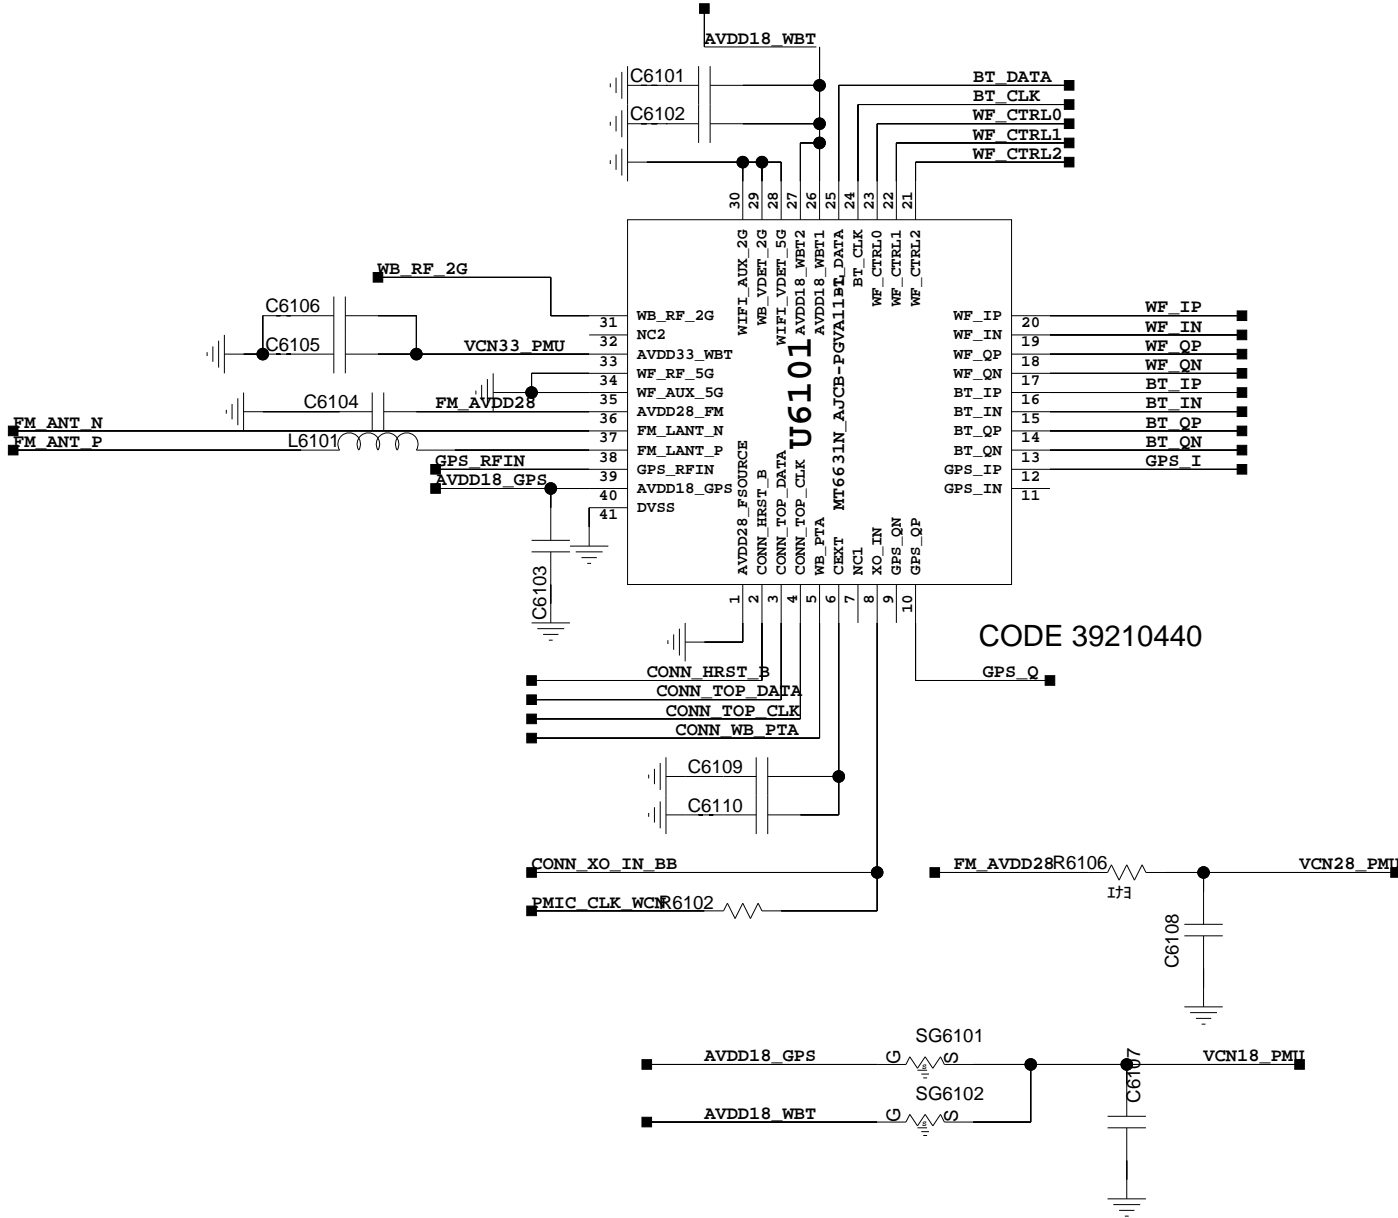 AVDD18_WBT
C6101
C6102
BT_DATA
BT_CLK
WF_CTRL0
WF_CTRL1
WF_CTRL2
30
29
28
27
26
25
24
23
22
21
WIFI_AUX_2G
WB_VDET_2G
WIFI_VDET_5G
AVDD18_WBT2
AVDD18_WBT1
BT_DATA
BT_CLK
WF_CTRL0
WF_CTRL1
WF_CTRL2
WB_RF_2G
C6106
C6105
VCN33_PMU
C6104
FM_AVDD28
FM_ANT_N
FM_ANT_P
L6101
GPS_RFIN
AVDD18_GPS
C6103
31
32
33
34
35
36
37
38
39
40
41
WB_RF_2G
NC2
AVDD33_WBT
WF_RF_5G
WF_AUX_5G
AVDD28_FM
FM_LANT_N
FM_LANT_P
GPS_RFIN
AVDD18_GPS
DVSS
U6101
WF_IP
WF_IN
WF_QP
WF_QN
BT_IP
BT_IN
BT_QP
BT_QN
GPS_IP
GPS_IN
20
19
18
17
16
15
14
13
12
11
WF_IP
WF_IN
WF_QP
WF_QN
BT_IP
BT_IN
BT_QP
BT_QN
GPS_I
AVDD28_FSOURCE
CONN_HRST_B
CONN_TOP_DATA
CONN_TOP_CLK
WB_PTA
CEXT
NC1
XO_IN
GPS_QN
GPS_QP
1
2
3
4
5
6
7
8
9
10
CODE 39210440
CONN_HRST_B
CONN_TOP_DATA
CONN_TOP_CLK
CONN_WB_PTA
GPS_Q
C6109
C6110
CONN_XO_IN_BB
PMIC_CLK_WCN
R6102
FM_AVDD28
R6106
VCN28_PMU
C6108
SG6101
AVDD18_GPS
G
S
VCN18_PMU
C6107
SG6102
AVDD18_WBT
G
S